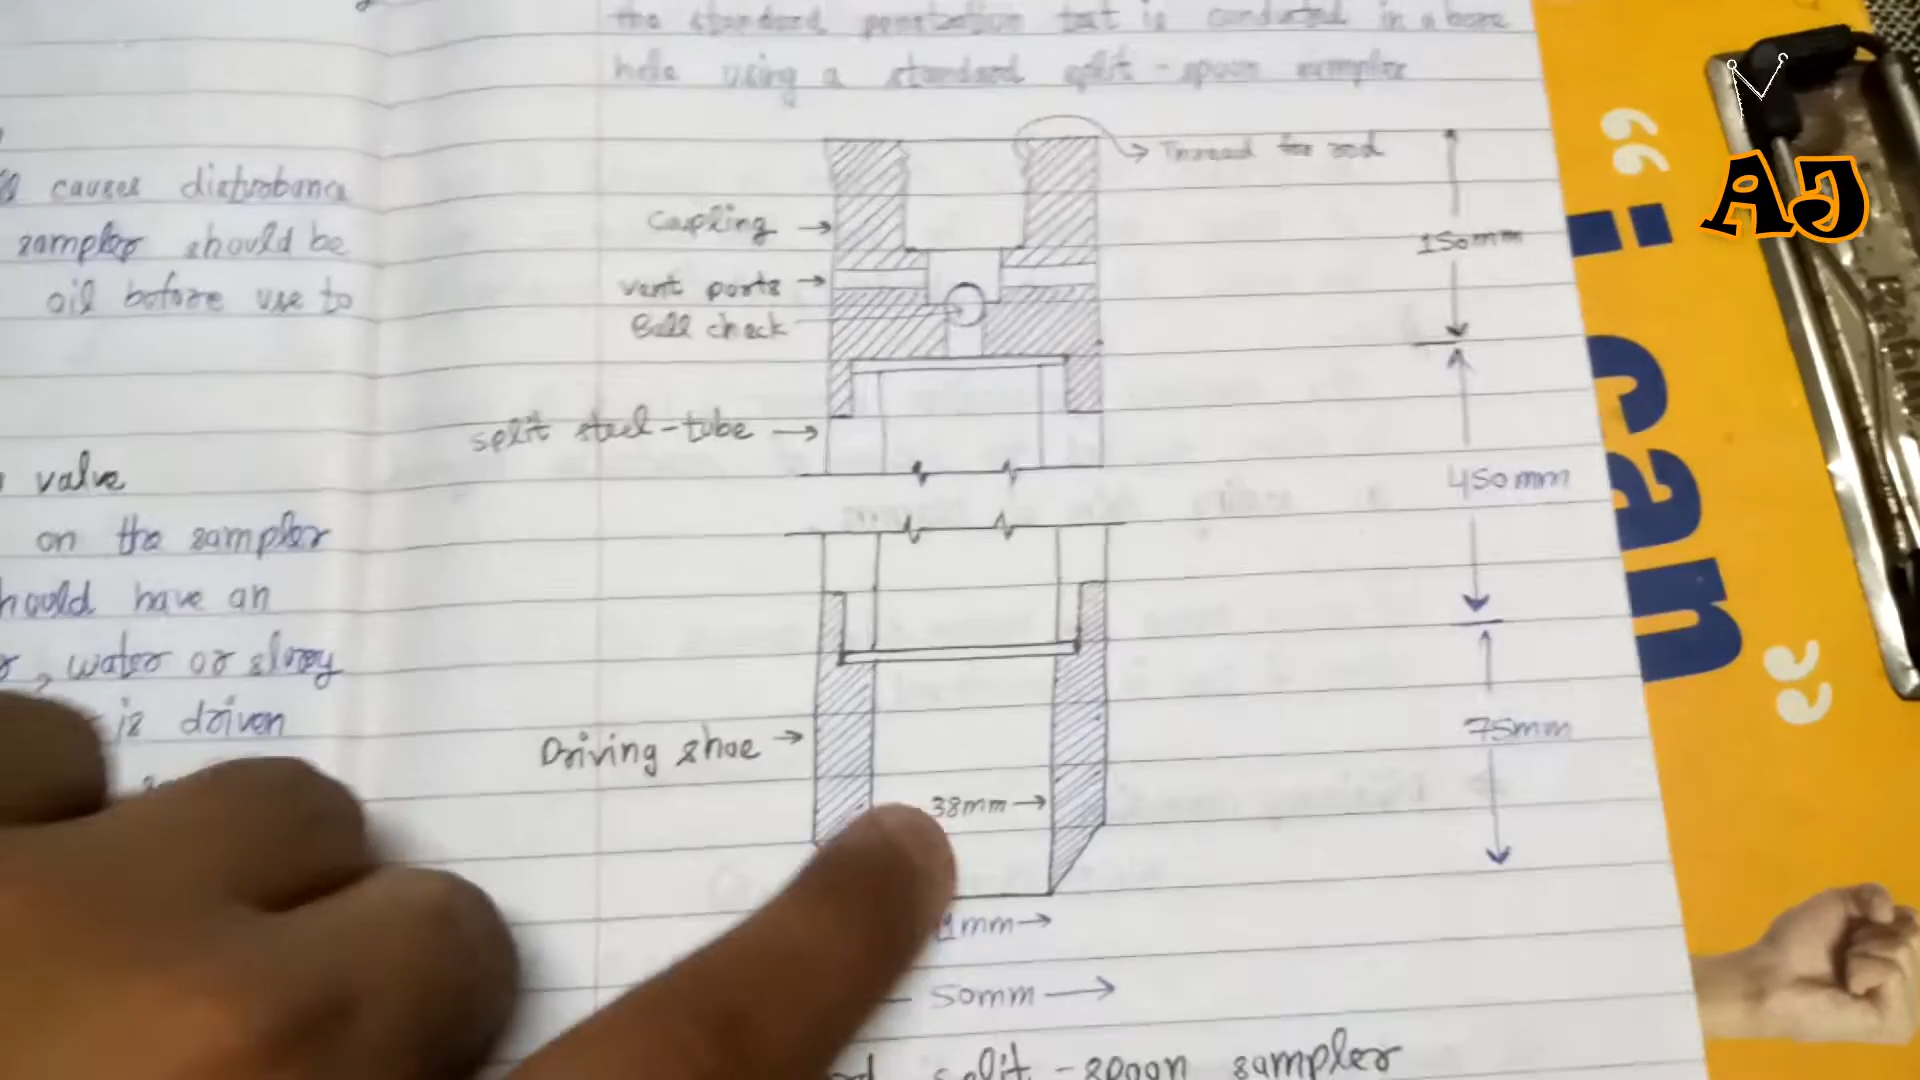 the standard penetration test is conducted in a bore
hole using a standard split-spoon sampler
causes disturbance
sampler should be
oil before use to
valve
on the sampler
hould have an
, water or slurry
is driven
Thread for rod
Coupling
vent ports
Ball check
split steel-tube
Driving shoe
150mm
450mm
75mm
38mm
mm
50mm
split-spoon sampler
AJ
"i can"